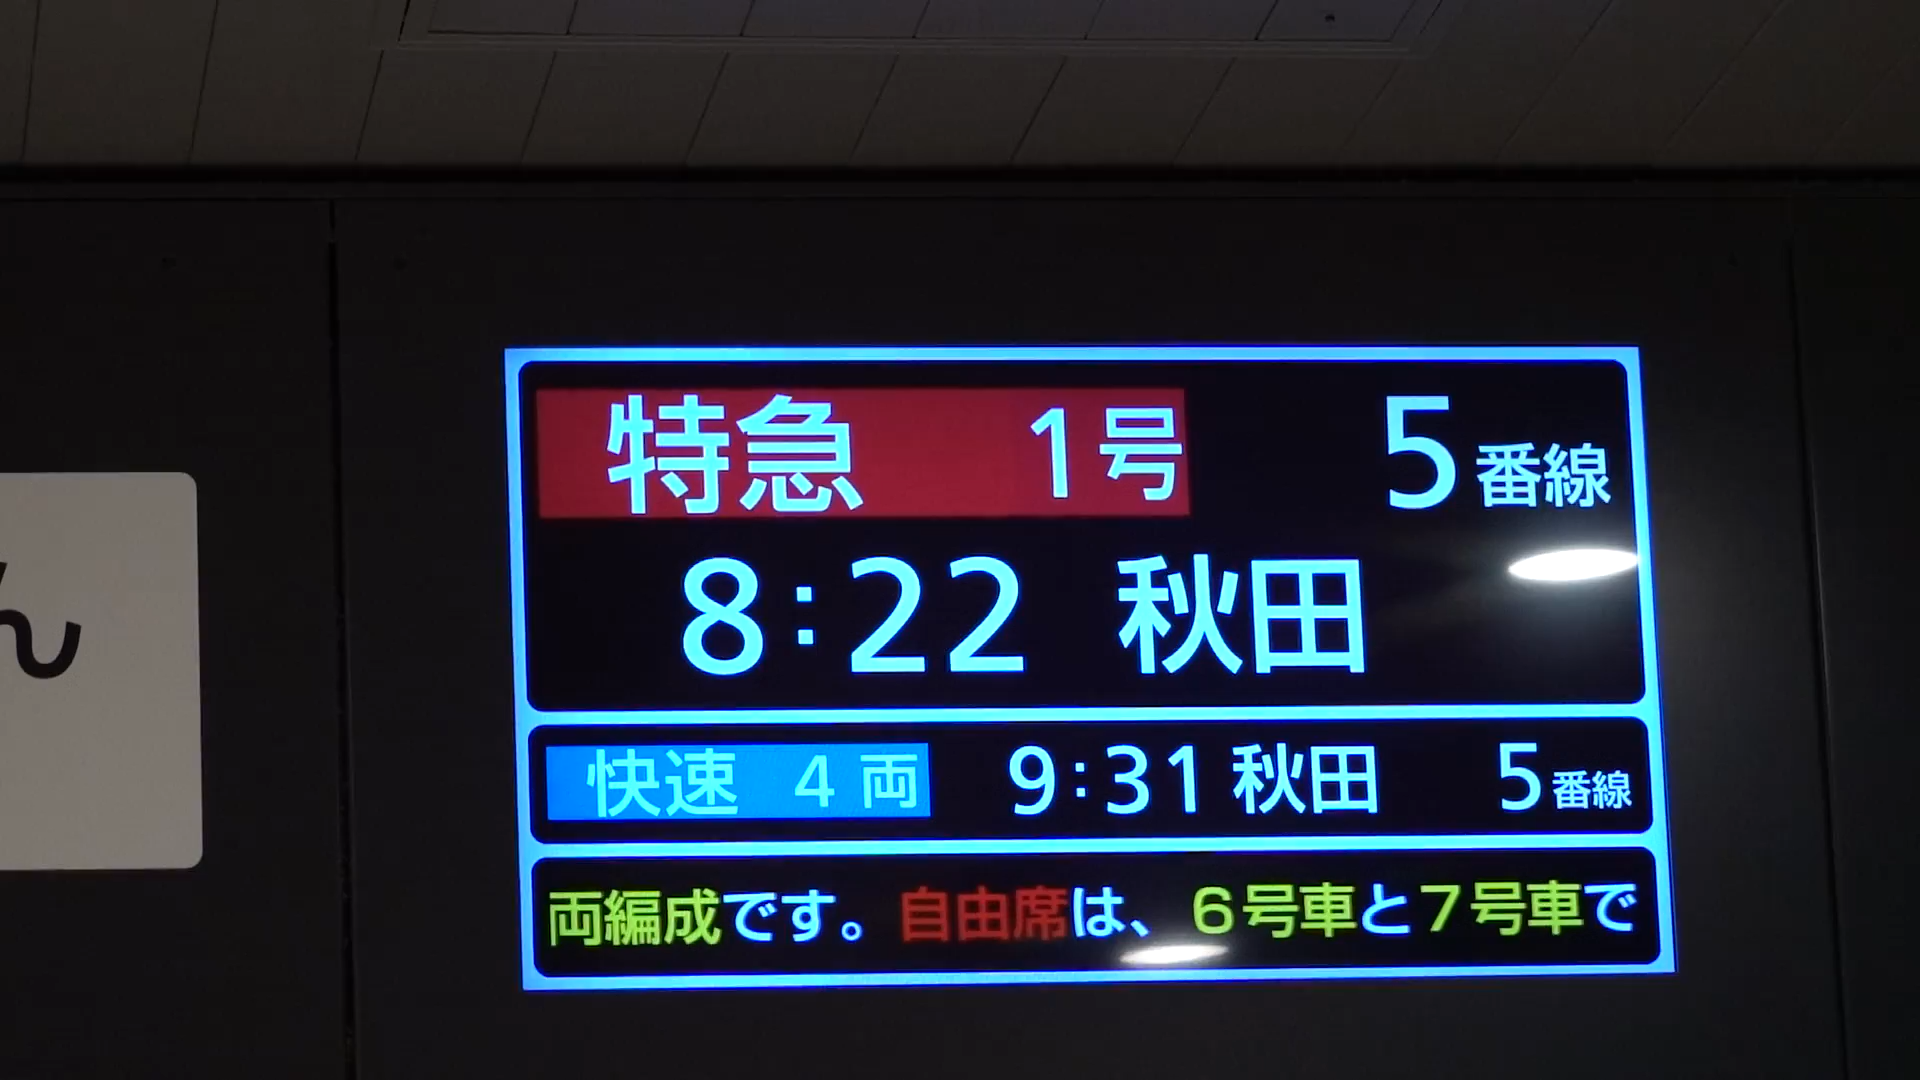 特急 1号 5番線
8:22 秋田
快速 4両 9:31 秋田 5番線
両編成です。自由席は、6号車と7号車で
ん